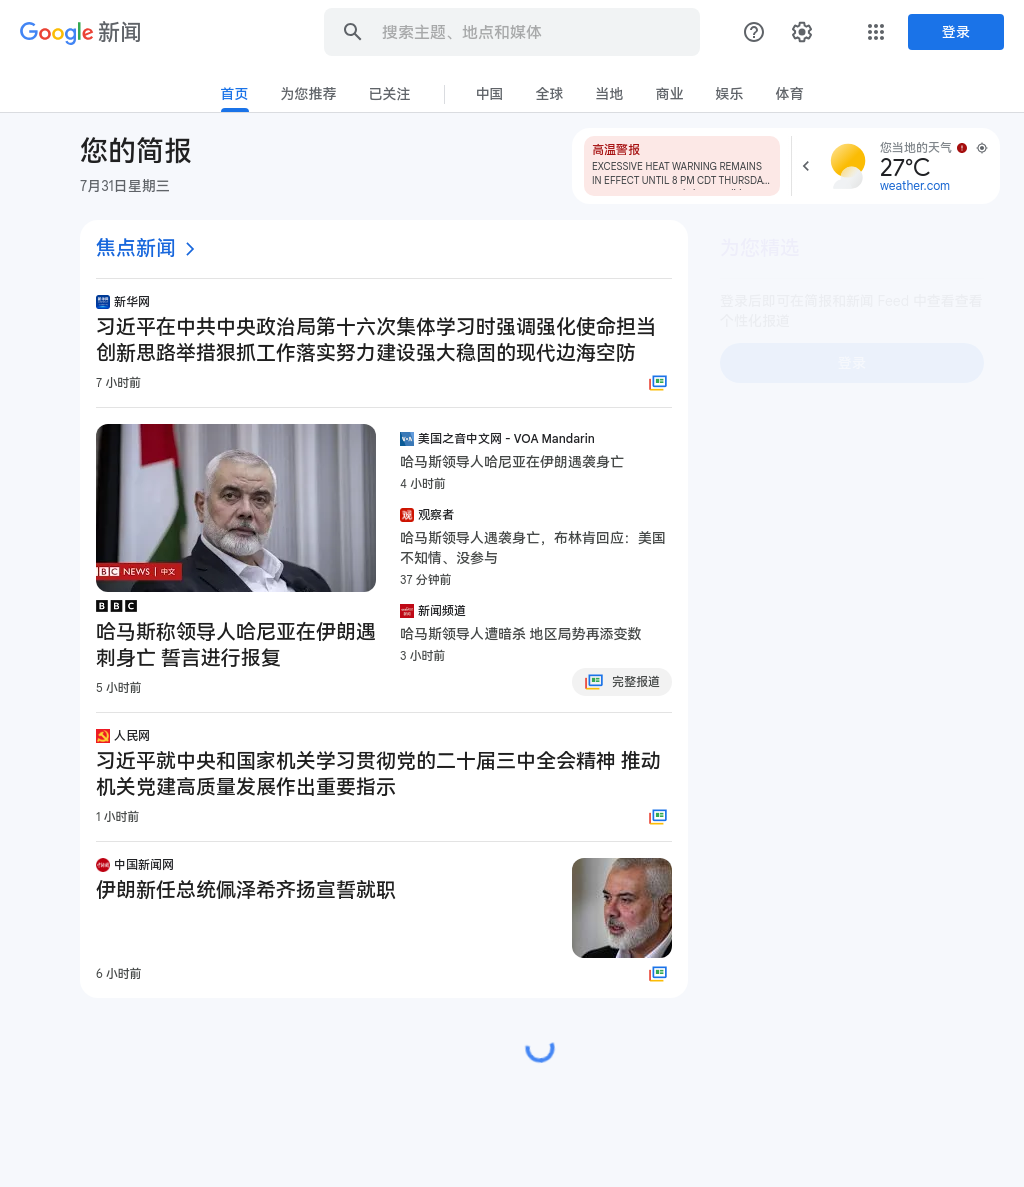 Google 新闻
搜索主题、地点和媒体
登录
首页
为您推荐
已关注
中国
全球
当地
商业
娱乐
体育
您的简报
7月31日星期三
高温警报
EXCESSIVE HEAT WARNING REMAINS
IN EFFECT UNTIL 8 PM CDT THURSDA...
您当地的天气
27°C
weather.com
焦点新闻
为您精选
登录后即可在简报和新闻 Feed 中查看查看
个性化报道
登录
新华网
习近平在中共中央政治局第十六次集体学习时强调强化使命担当
创新思路举措狠抓工作落实努力建设强大稳固的现代边海空防
7 小时前
BBC NEWS | 中文
BBC
哈马斯称领导人哈尼亚在伊朗遇
刺身亡 誓言进行报复
5 小时前
美国之音中文网 - VOA Mandarin
哈马斯领导人哈尼亚在伊朗遇袭身亡
4 小时前
观察者
哈马斯领导人遇袭身亡，布林肯回应：美国
不知情、没参与
37 分钟前
新闻频道
哈马斯领导人遭暗杀 地区局势再添变数
3 小时前
完整报道
人民网
习近平就中央和国家机关学习贯彻党的二十届三中全会精神 推动
机关党建高质量发展作出重要指示
1 小时前
中国新闻网
伊朗新任总统佩泽希齐扬宣誓就职
6 小时前